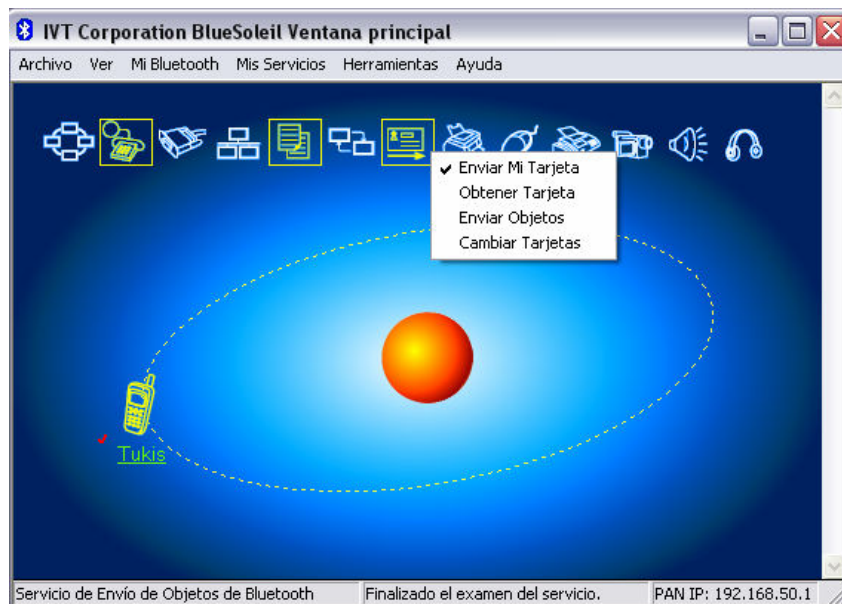 IVT Corporation BlueSoleil Ventana principal
Archivo Ver Mi Bluetooth Mis Servicios Herramientas Ayuda
Enviar Mi Tarjeta
Obtener Tarjeta
Enviar Objetos
Cambiar Tarjetas
Tukis
Servicio de Envío de Objetos de Bluetooth Finalizado el examen del servicio. PAN IP: 192.168.50.1